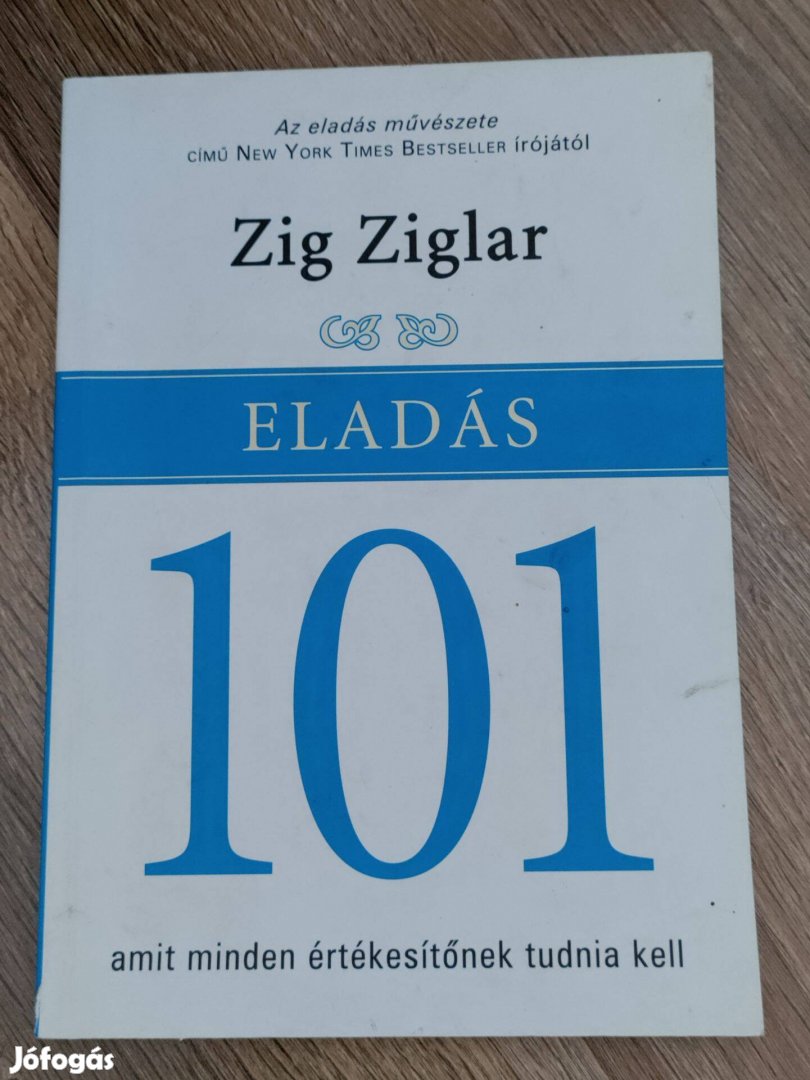 Az eladás művészete
CÍMŰ NEW YORK TIMES BESTSELLER írójától
Zig Ziglar
ELADÁS
101
amit minden értékesítőnek tudnia kell
Jófogás